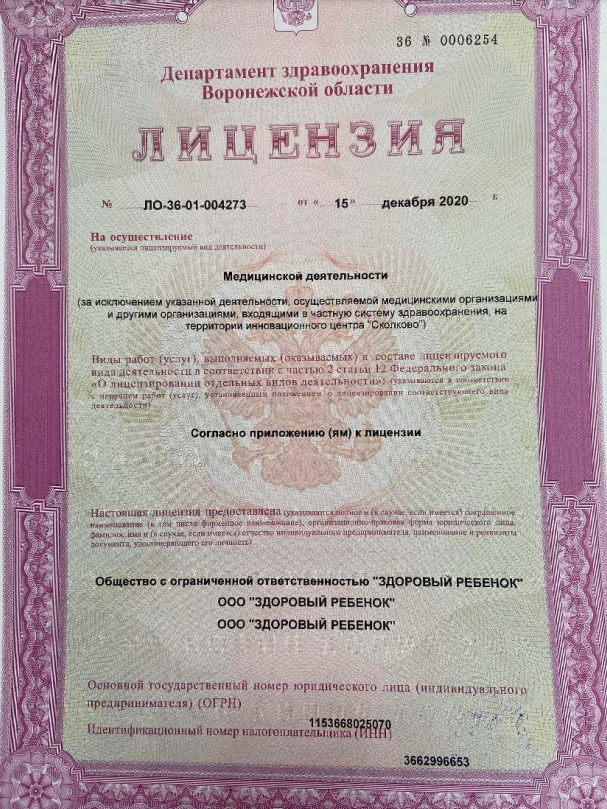 36 № 0006254
Департамент здравоохранения
Воронежской области
ЛИЦЕНЗИЯ
№ ЛО-36-01-004273 от « 15 » декабря 2020 г.
На осуществление
(указывается лицензируемый вид деятельности)
Медицинской деятельности
(за исключением указанной деятельности, осуществляемой медицинскими организациями
и другими организациями, входящими в частную систему здравоохранения, на
территории инновационного центра "Сколково")
Виды работ (услуг), выполняемых (оказываемых) в составе лицензируемого
вида деятельности в соответствии с частью 2 статьи 12 Федерального закона
«О лицензировании отдельных видов деятельности»: (указываются в соответствии
с перечнем работ (услуг), установленным положением о лицензировании соответствующего вида
деятельности)
Согласно приложению (ям) к лицензии
Настоящая лицензия предоставлена (указываются полное и (в случае, если имеется) сокращенное
наименование (в том числе фирменное наименование), организационно-правовая форма юридического лица,
фамилия, имя и (в случае, если имеется) отчество индивидуального предпринимателя, наименование и реквизиты
документа, удостоверяющего его личность)
Общество с ограниченной ответственностью "ЗДОРОВЫЙ РЕБЕНОК"
ООО "ЗДОРОВЫЙ РЕБЕНОК"
ООО "ЗДОРОВЫЙ РЕБЕНОК"
Основной государственный номер юридического лица (индивидуального
предпринимателя) (ОГРН)
1153668025070
Идентификационный номер налогоплательщика (ИНН)
3662996653